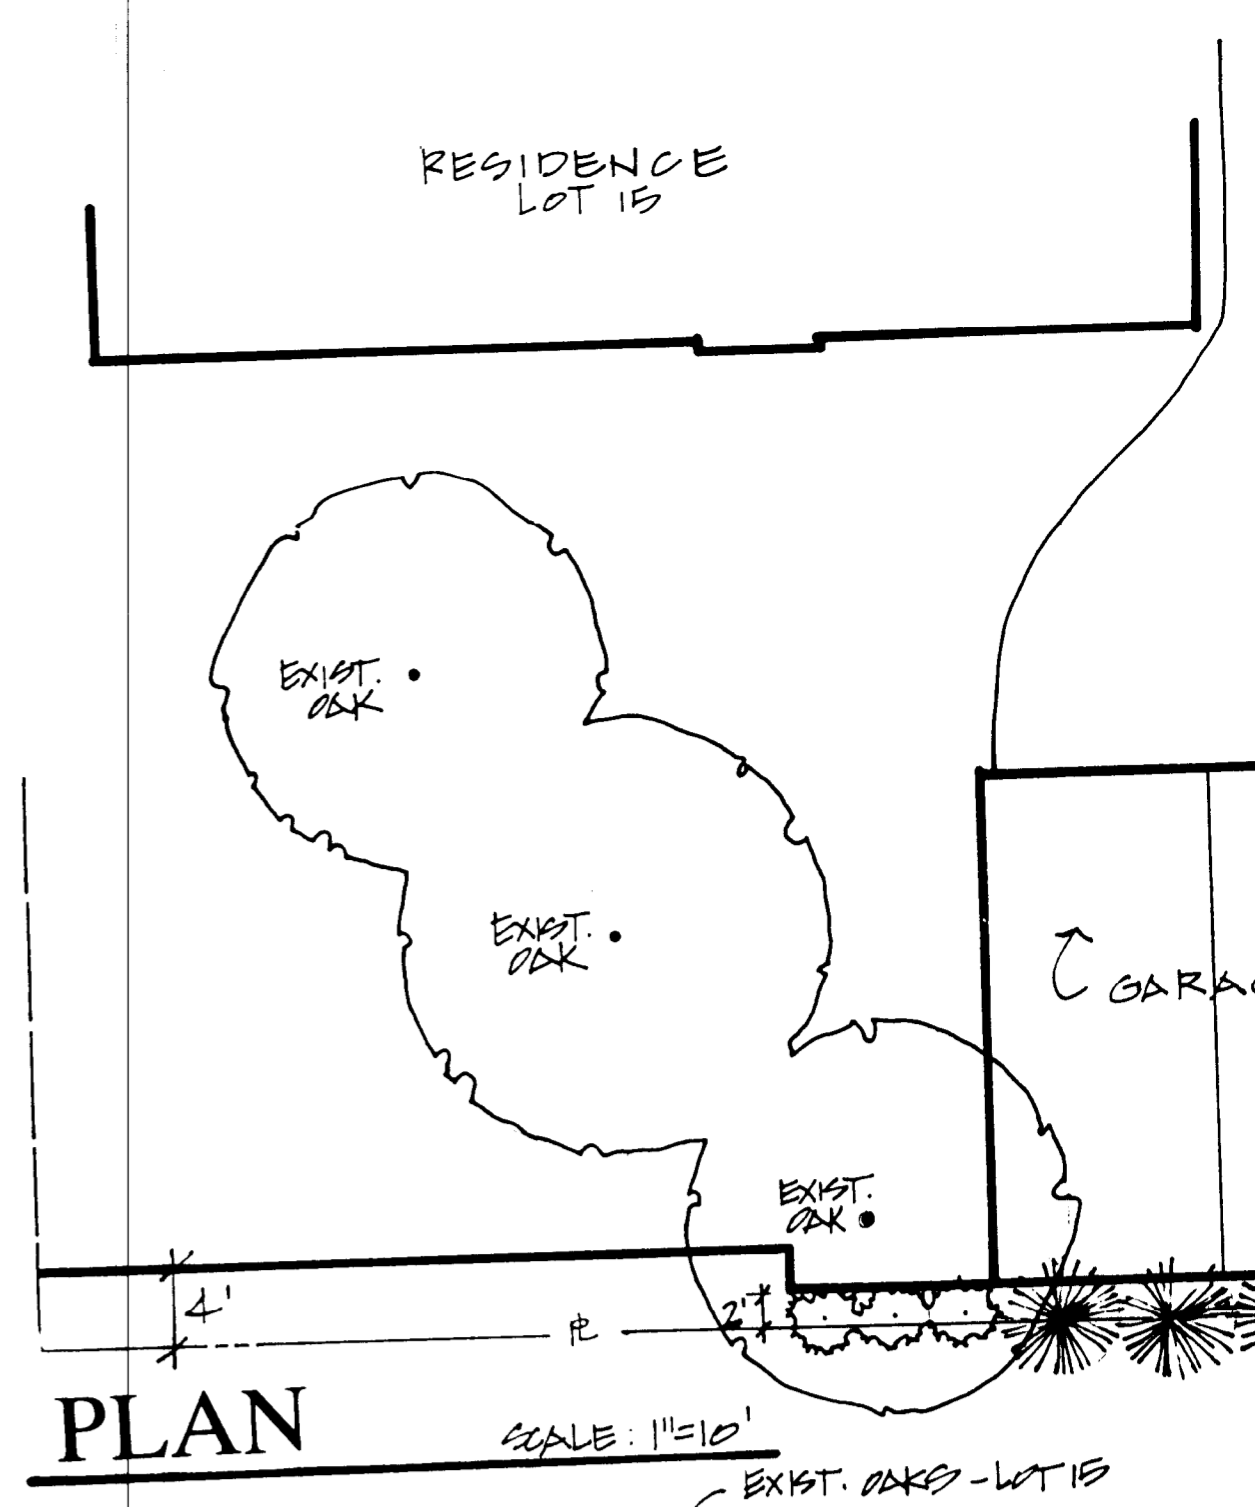 RESIDENCE
LOT 15
EXIST.
OAK
EXIST.
OAK
GARAG
EXIST.
OAK
4'
2'
PL
PLAN
SCALE: 1"=10'
EXIST. OAKS - LOT 15